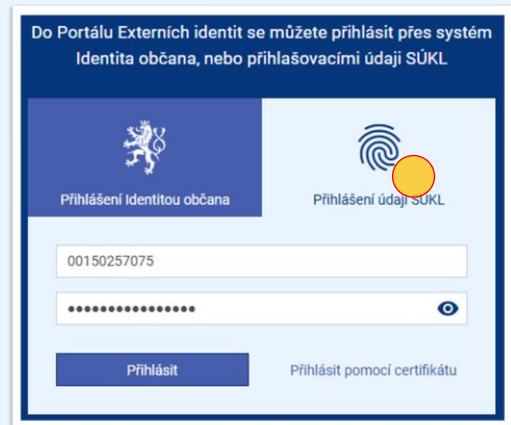 Do Portálu Externích identit se můžete přihlásit přes systém
Identita občana, nebo přihlašovacími údaji SÚKL
Přihlášení Identitou občana
Přihlášení údaji SÚKL
00150257075
••••••••••••••••
Přihlásit
Přihlásit pomocí certifikátu